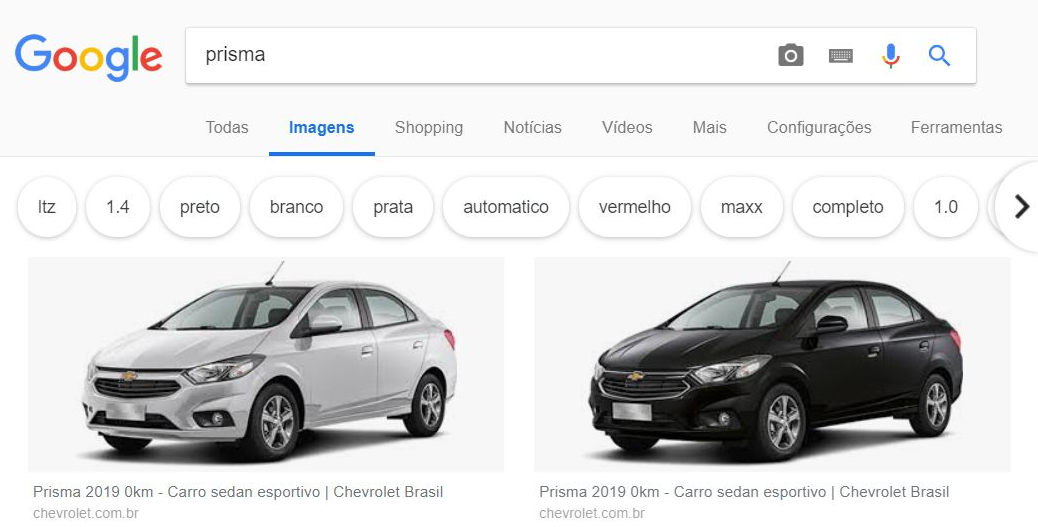 Google
prisma
Todas Imagens Shopping Notícias Vídeos Mais Configurações Ferramentas
ltz 1.4 preto branco prata automatico vermelho maxx completo 1.0
Prisma 2019 0km - Carro sedan esportivo | Chevrolet Brasil
chevrolet.com.br
Prisma 2019 0km - Carro sedan esportivo | Chevrolet Brasil
chevrolet.com.br